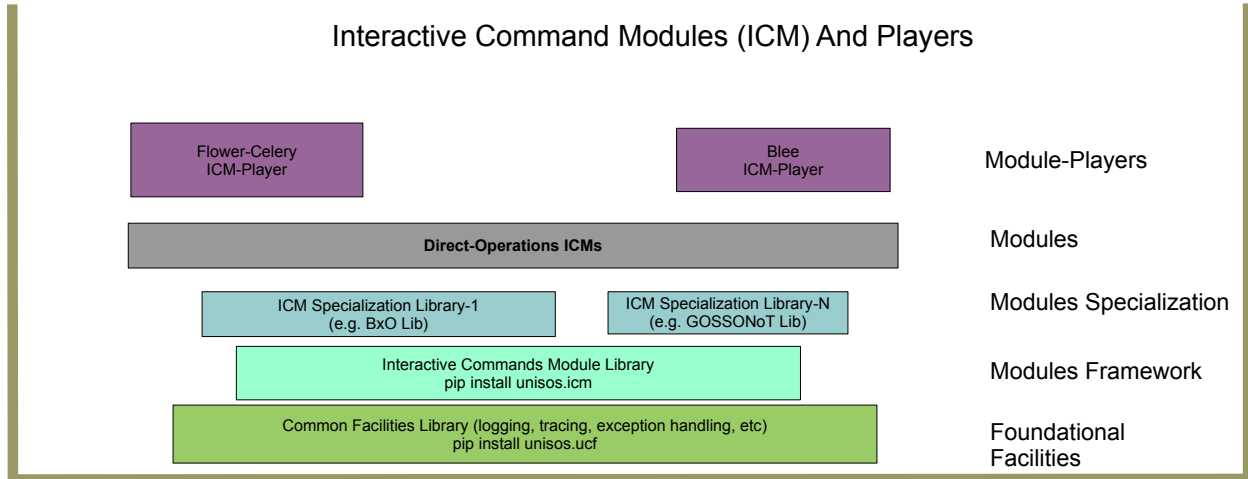 Interactive Command Modules (ICM) And Players
Flower-Celery
ICM-Player
Blee
ICM-Player
Module-Players
Direct-Operations ICMs
Modules
ICM Specialization Library-1
(e.g. BxO Lib)
ICM Specialization Library-N
(e.g. GOSSONoT Lib)
Modules Specialization
Interactive Commands Module Library
pip install unisos.icm
Modules Framework
Common Facilities Library (logging, tracing, exception handling, etc)
pip install unisos.ucf
Foundational
Facilities